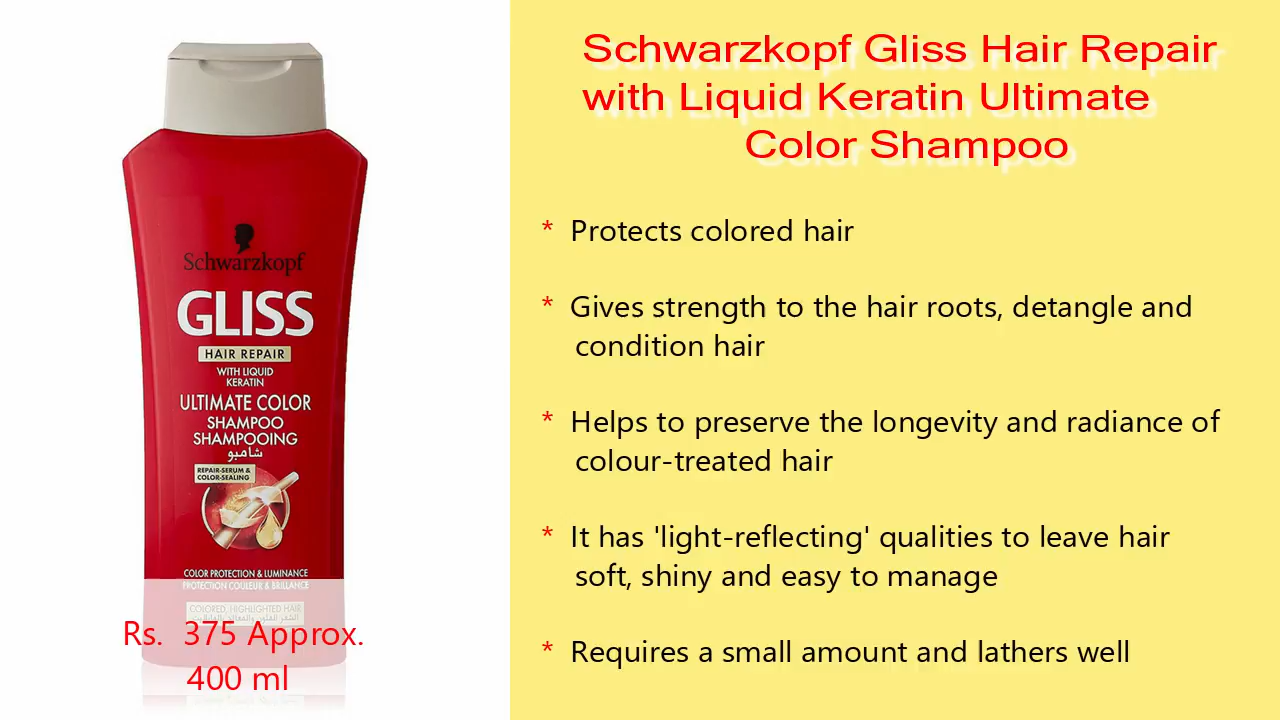 Schwarzkopf
GLISS
HAIR REPAIR
WITH LIQUID
KERATIN
ULTIMATE COLOR
SHAMPOO
SHAMPOOING
شامبو
REPAIR-SERUM &
COLOR-SEALING
COLOR PROTECTION & LUMINANCE
PROTECTION COULEUR & BRILLANCE
COLORED, HIGHLIGHTED HAIR
Rs. 375 Approx.
400 ml
Schwarzkopf Gliss Hair Repair
with Liquid Keratin Ultimate
Color Shampoo
* Protects colored hair
* Gives strength to the hair roots, detangle and
condition hair
* Helps to preserve the longevity and radiance of
colour-treated hair
* It has 'light-reflecting' qualities to leave hair
soft, shiny and easy to manage
* Requires a small amount and lathers well